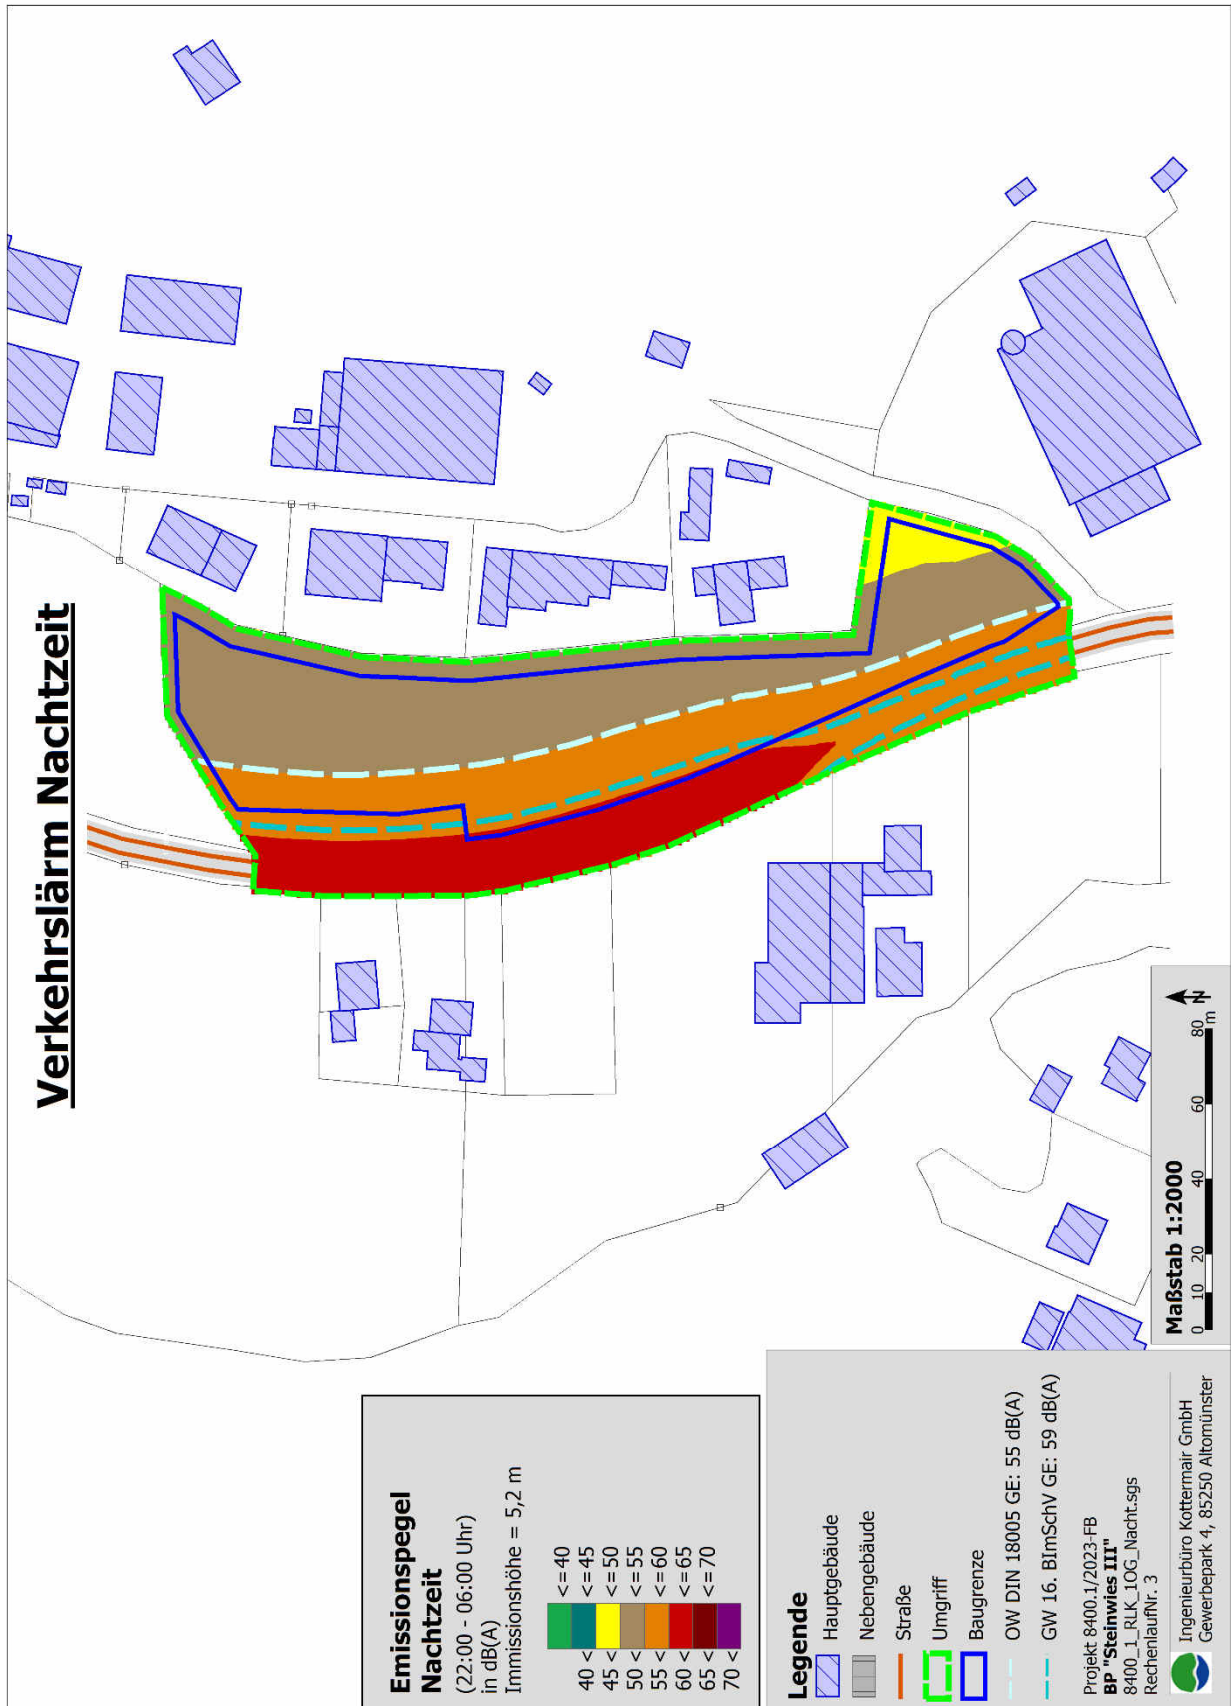 Verkehrslärm Nachtzeit
Emissionspegel
Nachtzeit
(22:00 - 06:00 Uhr)
in dB(A)
Immissionshöhe = 5,2 m
<=40
40 < <=45
45 < <=50
50 < <=55
55 < <=60
60 < <=65
65 < <=70
70 <
Legende
Hauptgebäude
Nebengebäude
Straße
Umgriff
Baugrenze
OW DIN 18005 GE: 55 dB(A)
GW 16. BImSchV GE: 59 dB(A)
Projekt 8400.1/2023-FB
BP "Steinwies III"
8400_1_RLK_1OG_Nacht.sgs
RechenlaufNr. 3
Ingenieurbüro Kottermair GmbH
Gewerbepark 4, 85250 Altomünster
Maßstab 1:2000
0 10 20 40 60 80
m
N